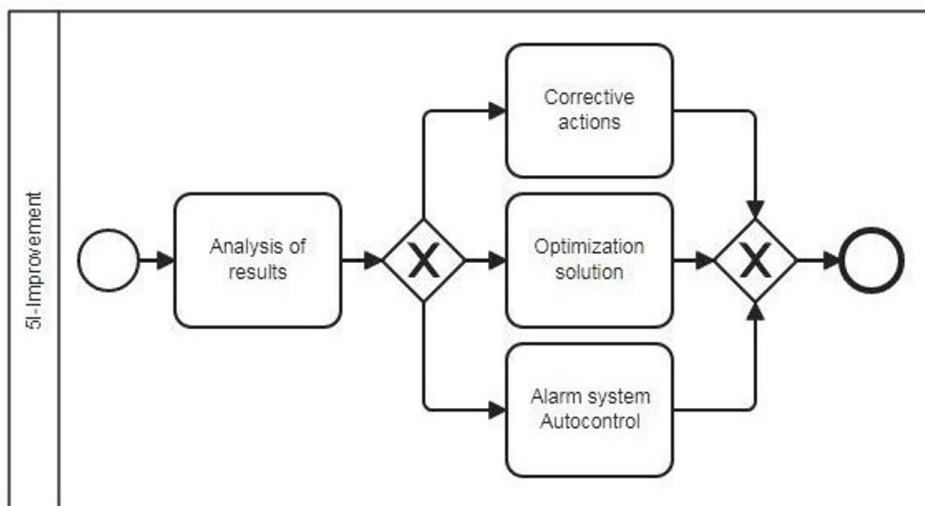 5I-Improvement
Analysis of
results
X
Corrective
actions
Optimization
solution
Alarm system
Autocontrol
X